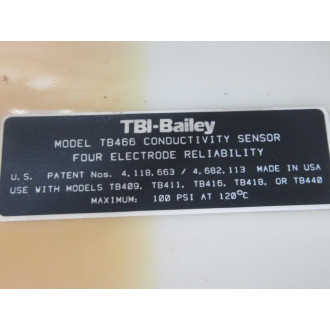 TBI-Bailey
MODEL TB466 CONDUCTIVITY SENSOR
FOUR ELECTRODE RELIABILITY
U.S. PATENT Nos. 4,118,663 / 4,682,113 MADE IN USA
USE WITH MODELS TB409, TB411, TB416, TB418, OR TB440
MAXIMUM: 100 PSI AT 120°C